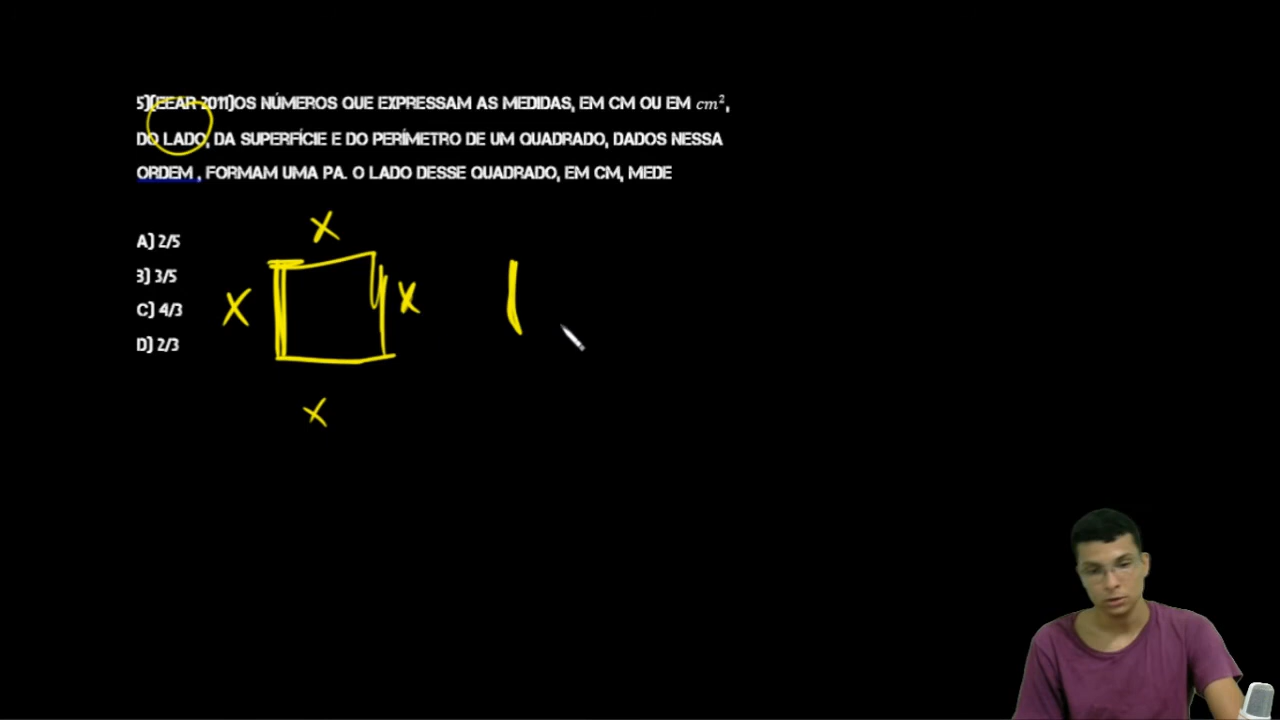 5)(EEAR 2011)OS NÚMEROS QUE EXPRESSAM AS MEDIDAS, EM CM OU EM cm²,
DO LADO, DA SUPERFÍCIE E DO PERÍMETRO DE UM QUADRADO, DADOS NESSA
ORDEM , FORMAM UMA PA. O LADO DESSE QUADRADO, EM CM, MEDE
A) 2/5
B) 3/5
C) 4/3
D) 2/3
x
x
x
x
(